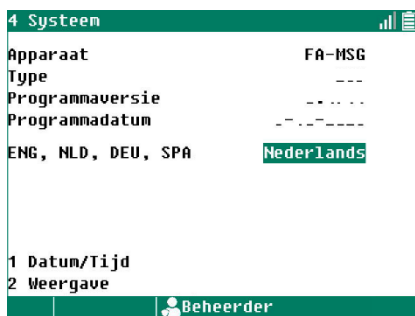 4 Systeem
Apparaat FA-MSG
Type ---
Programmaversie
Programmadatum
ENG, NLD, DEU, SPA Nederlands
1 Datum/Tijd
2 Weergave
Beheerder